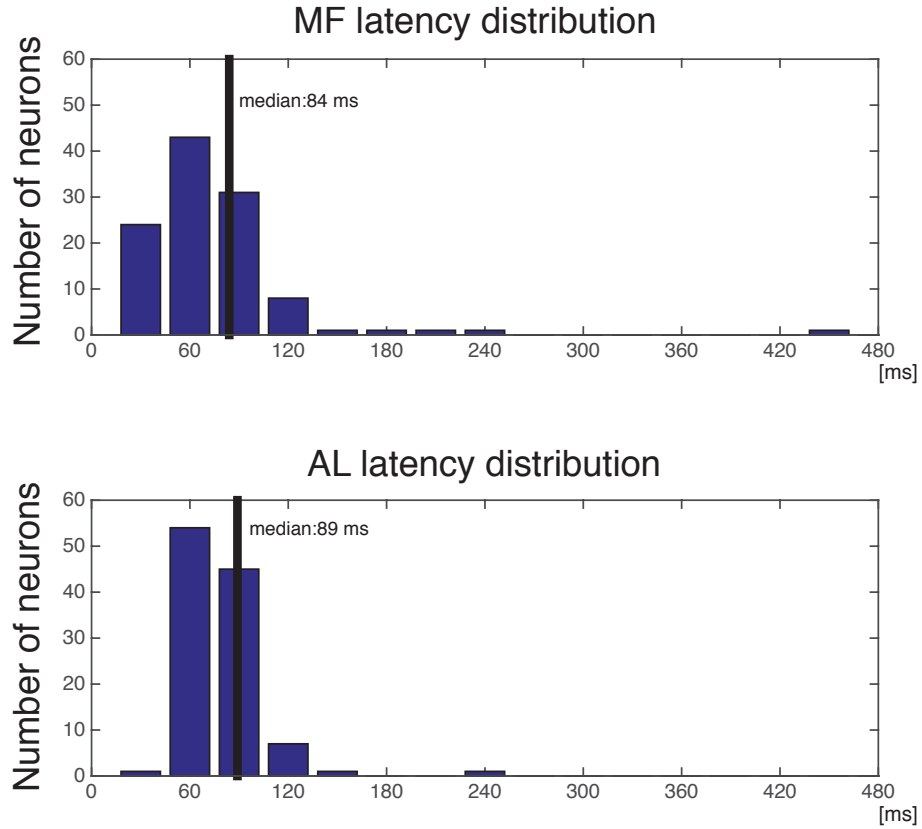 MF latency distribution
Number of neurons
60
50
40
30
20
10
0
median:84 ms
0 60 120 180 240 300 360 420 480
[ms]
AL latency distribution
Number of neurons
60
50
40
30
20
10
0
median:89 ms
0 60 120 180 240 300 360 420 480
[ms]